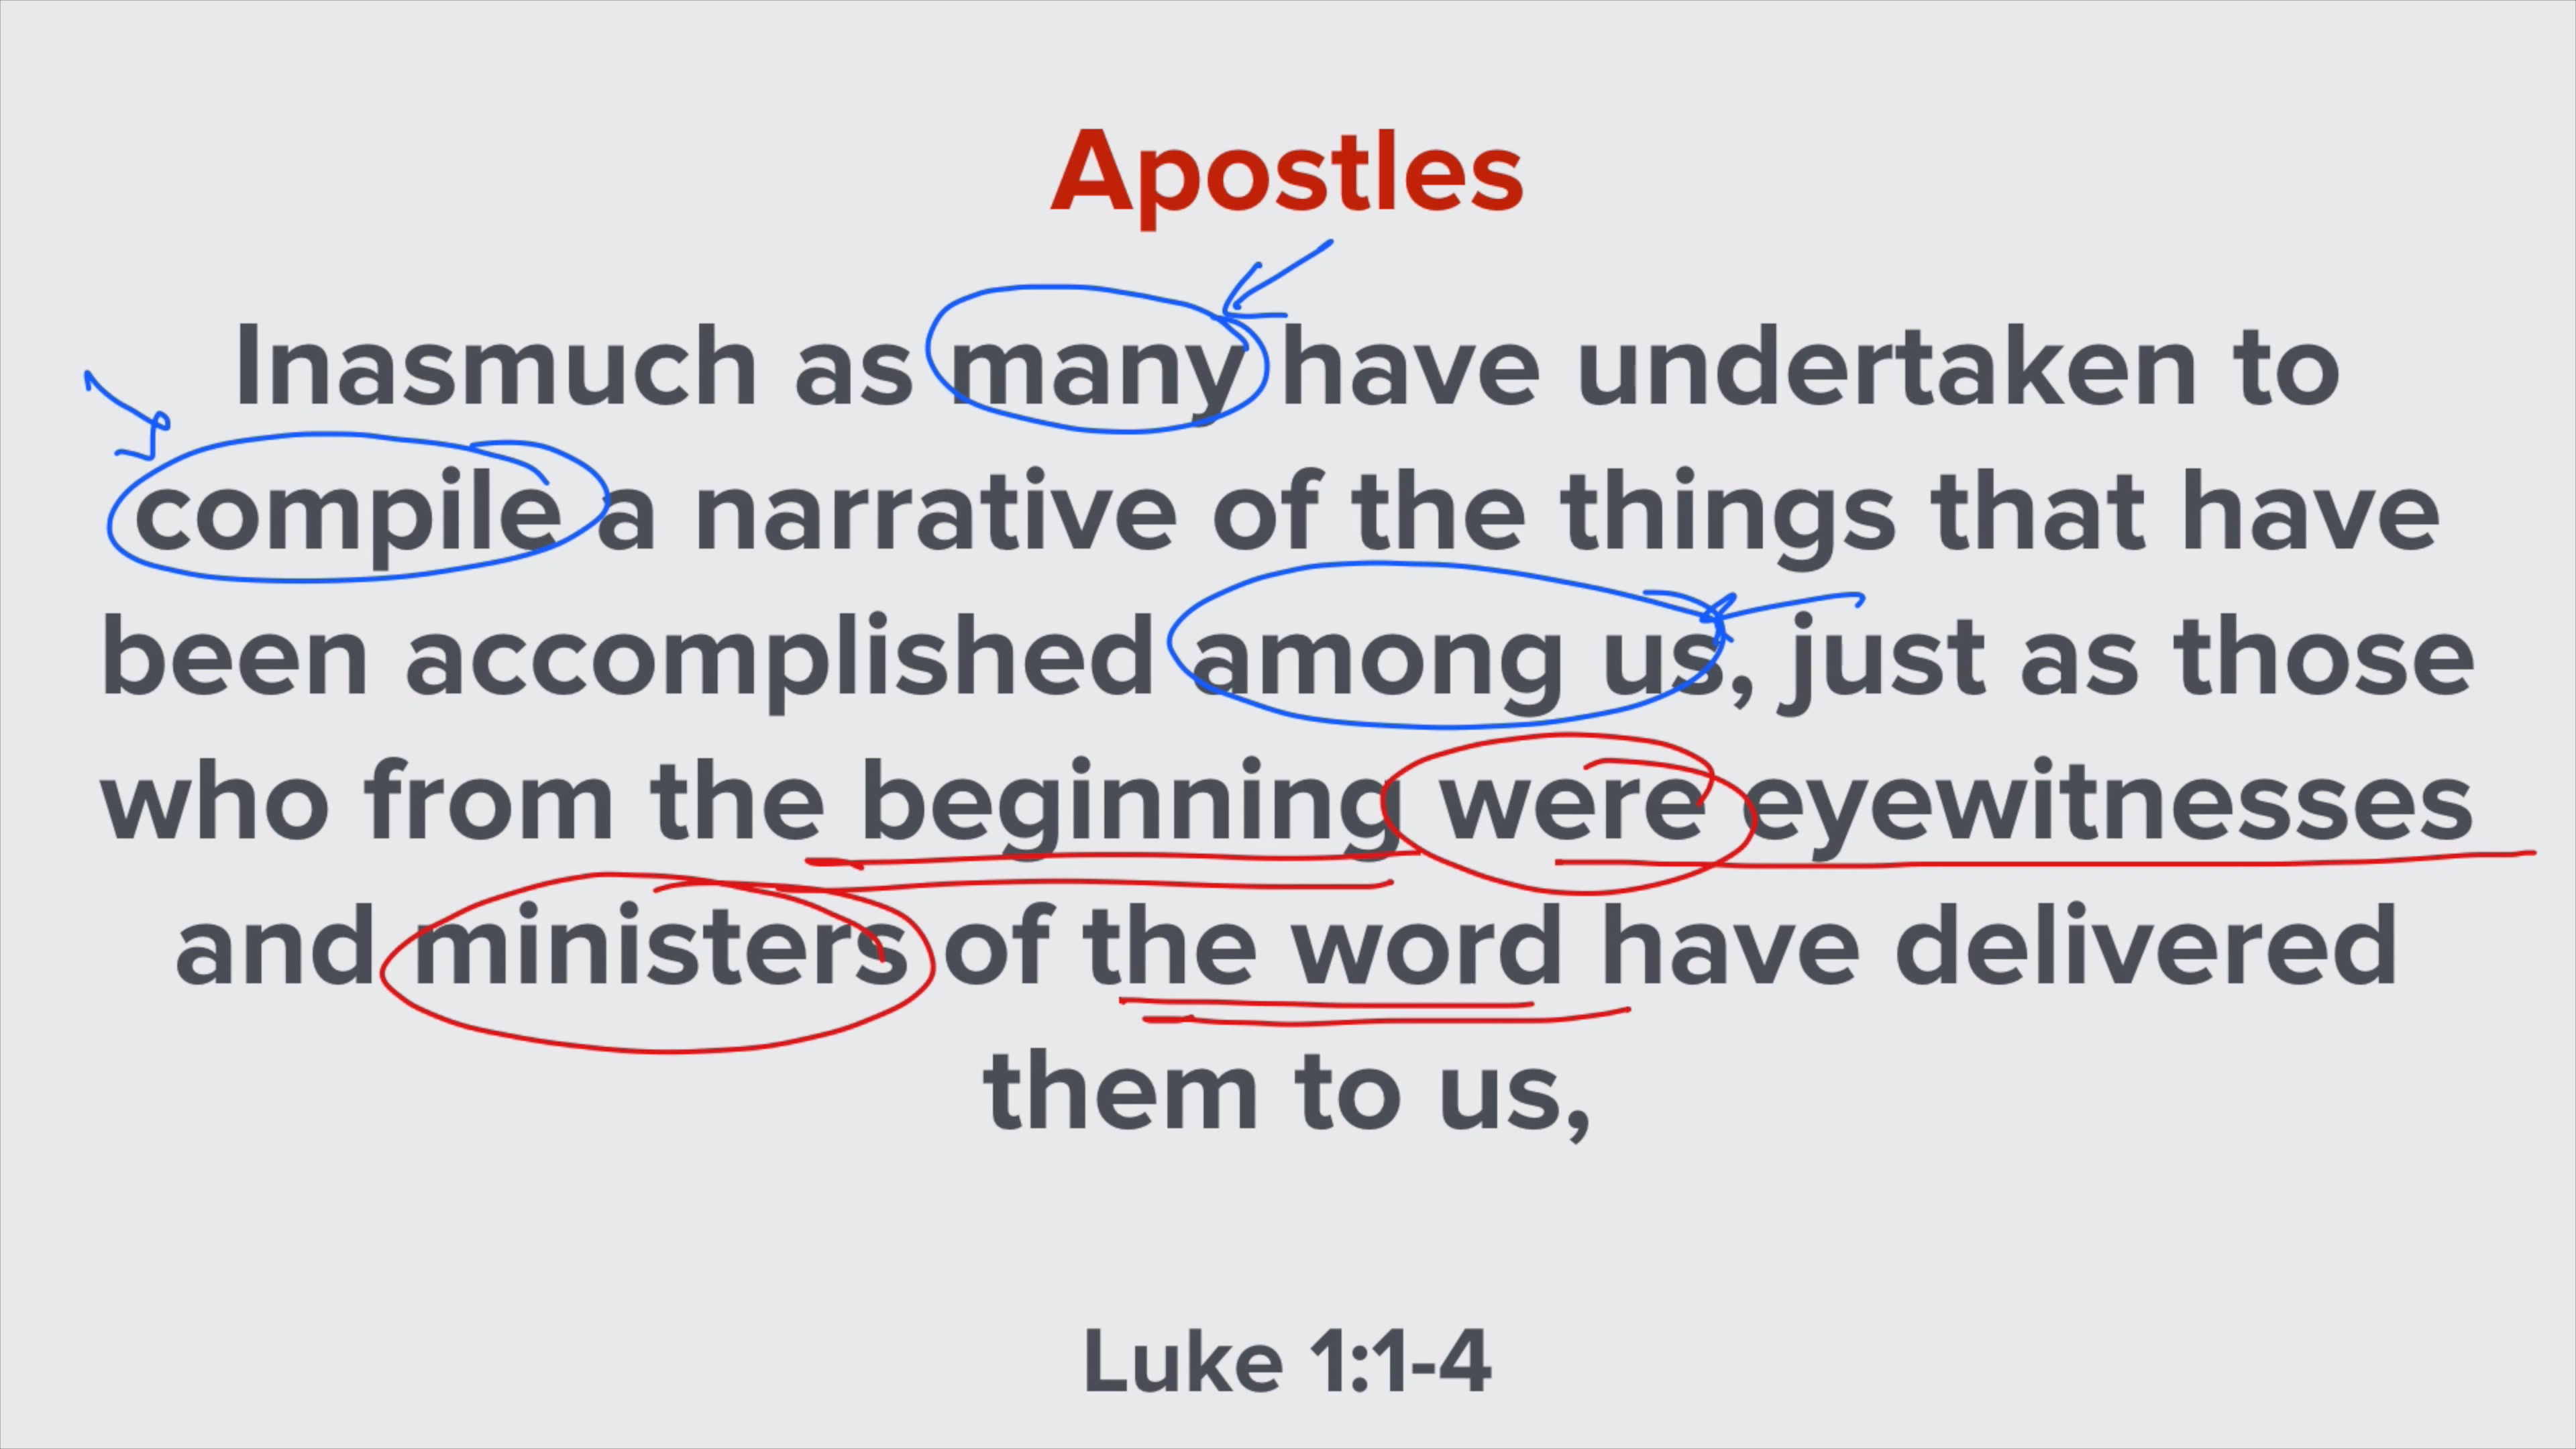 Apostles
Inasmuch as many have undertaken to
compile a narrative of the things that have
been accomplished among us, just as those
who from the beginning were eyewitnesses
and ministers of the word have delivered
them to us,
Luke 1:1-4